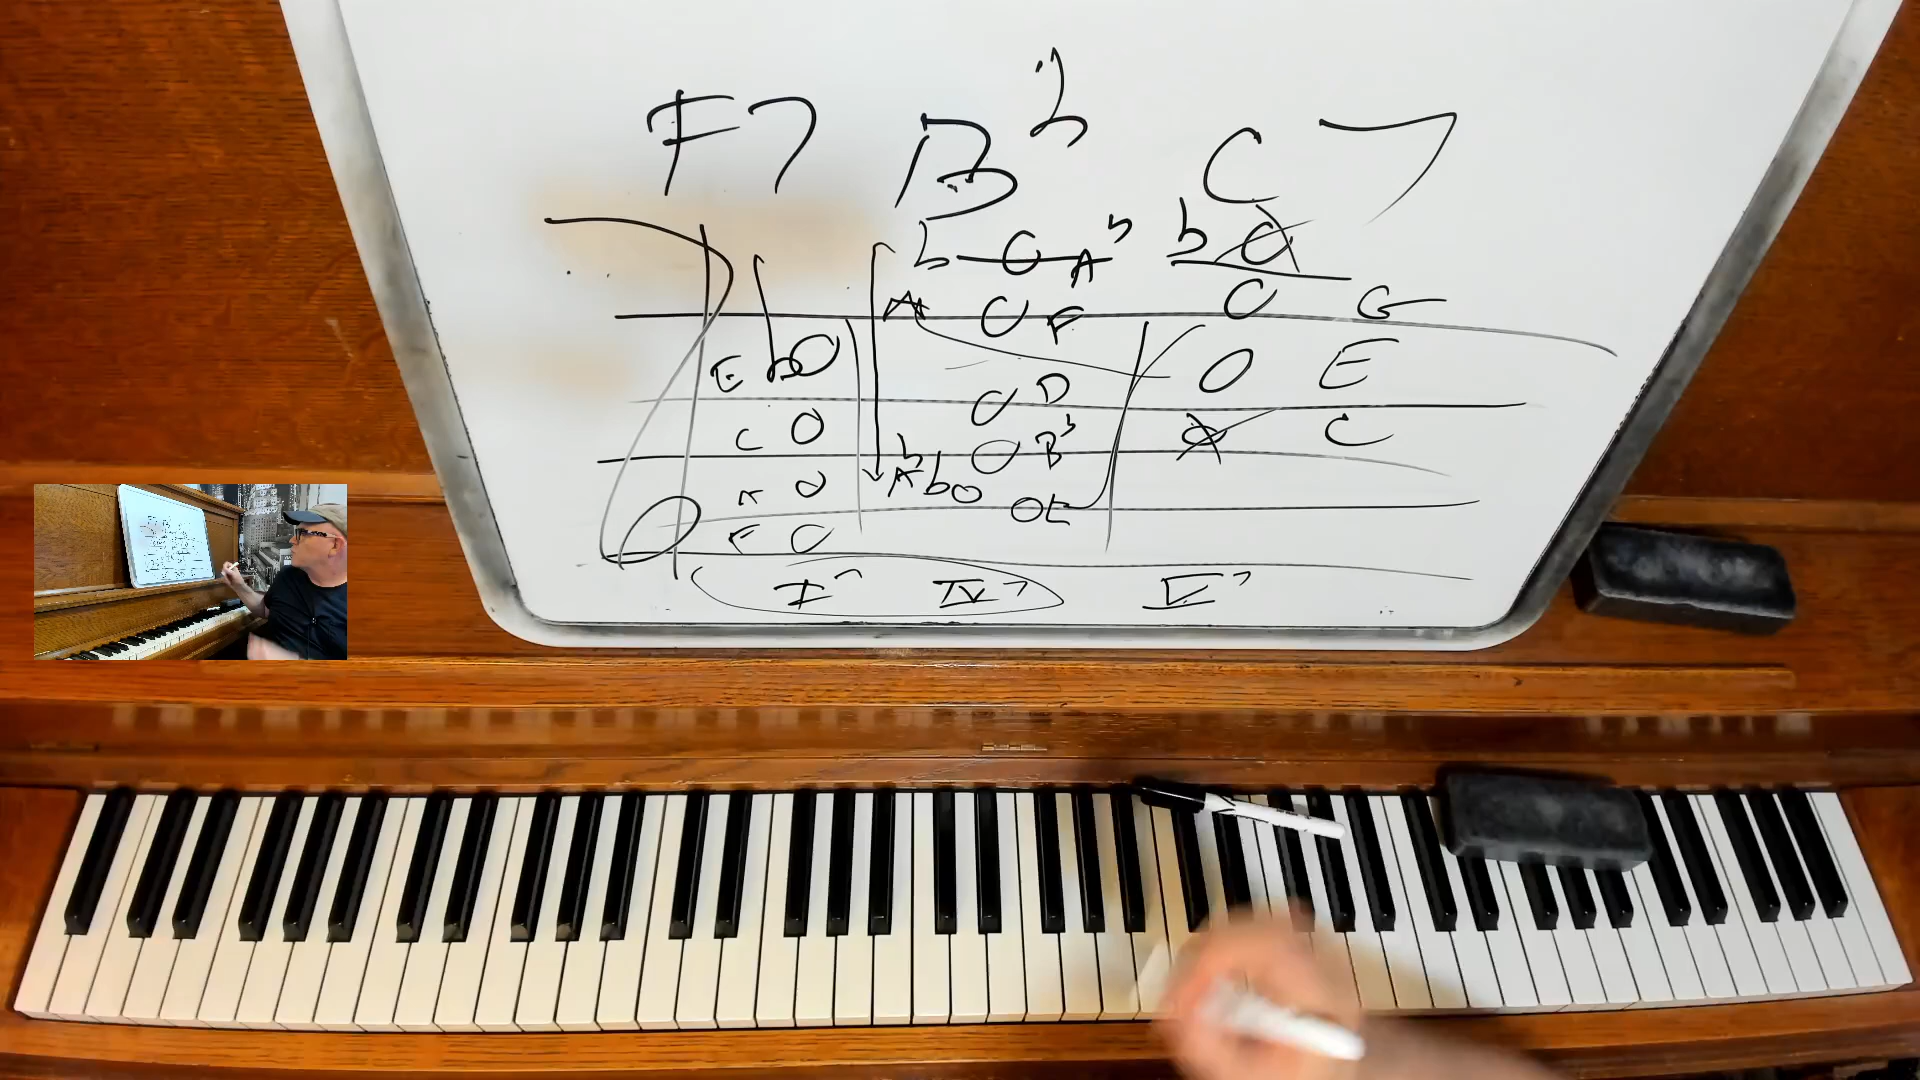 F7 B♭7 C7
♭ A♭ ♭
A F G
E♭ D E
C B♭ C
A A♭ ♭ E
F
I7 IV7 V7